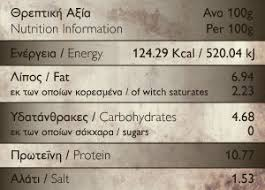 Θρεπτική Αξία Ανα 100g
Nutrition Information Per 100g
Ενέργεια / Energy 124.29 Kcal / 520.04 kJ
Λίπος / Fat 6.94
εκ των οποίων κορεσμένα / of witch saturates 2.23
Υδατάνθρακες / Carbohydrates 4.68
εκ των οποίων σάκχαρα / sugars 0
Πρωτεΐνη / Protein 10.77
Αλάτι / Salt 1.53